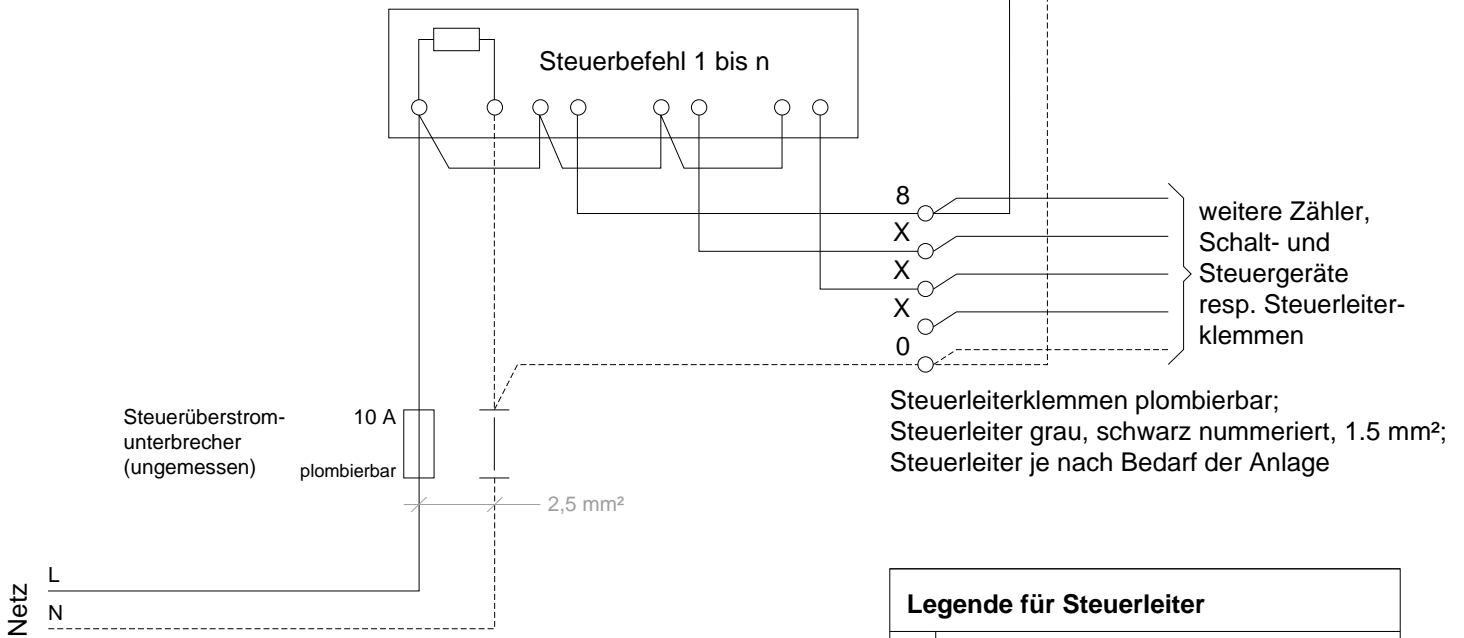 Steuerbefehl 1 bis n
8
X
X
X
0
weitere Zähler,
Schalt- und
Steuergeräte
resp. Steuerleiter-
klemmen
Steuerleiterklemmen plombierbar;
Steuerleiter grau, schwarz nummeriert, 1.5 mm²;
Steuerleiter je nach Bedarf der Anlage
Steuerüberstrom-
unterbrecher
(ungemessen)
10 A
plombierbar
2,5 mm²
Netz
L
N
Legende für Steuerleiter